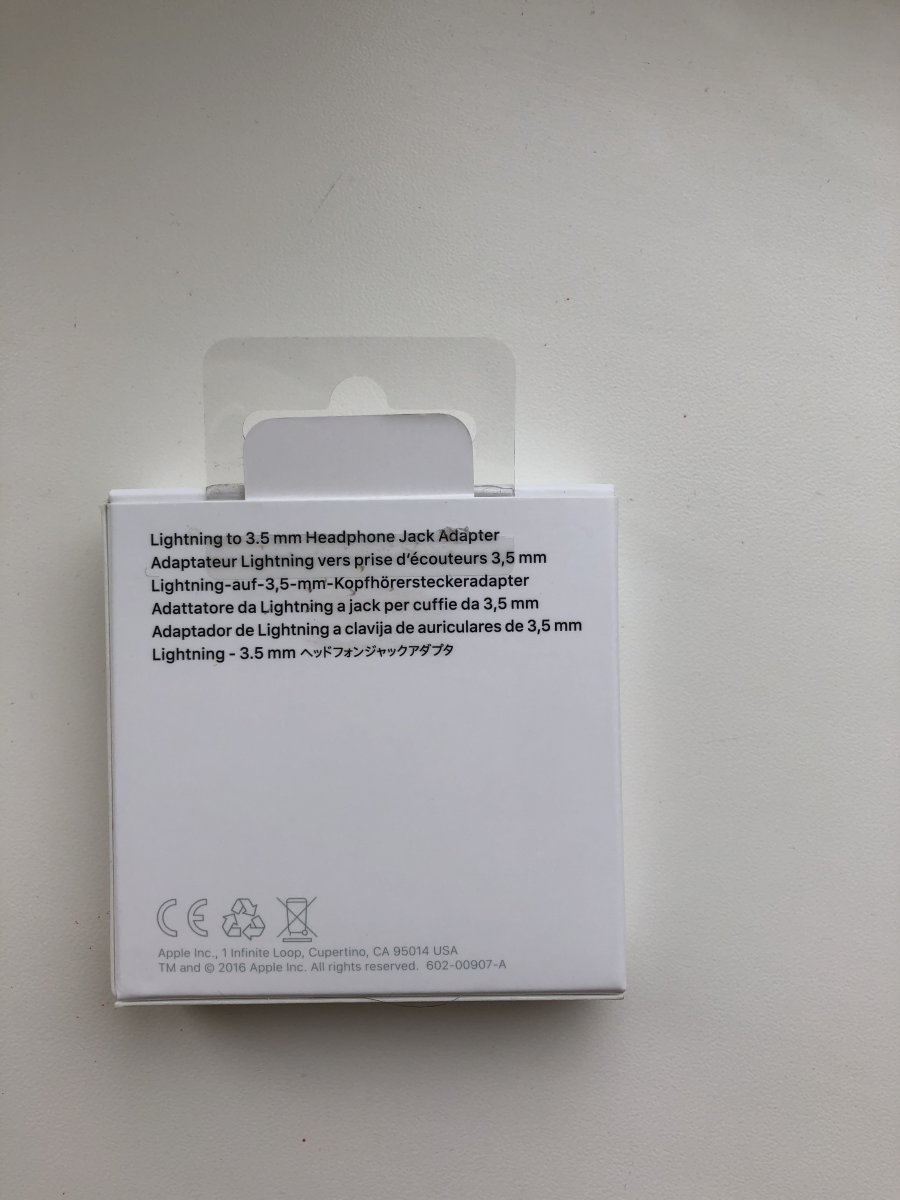 Lightning to 3.5 mm Headphone Jack Adapter
Adaptateur Lightning vers prise d’écouteurs 3,5 mm
Lightning-auf-3,5-mm-Kopfhörersteckeradapter
Adattatore da Lightning a jack per cuffie da 3,5 mm
Adaptador de Lightning a clavija de auriculares de 3,5 mm
Lightning - 3.5 mm ヘッドフォンジャックアダプタ
CE
Apple Inc., 1 Infinite Loop, Cupertino, CA 95014 USA
TM and © 2016 Apple Inc. All rights reserved. 602-00907-A